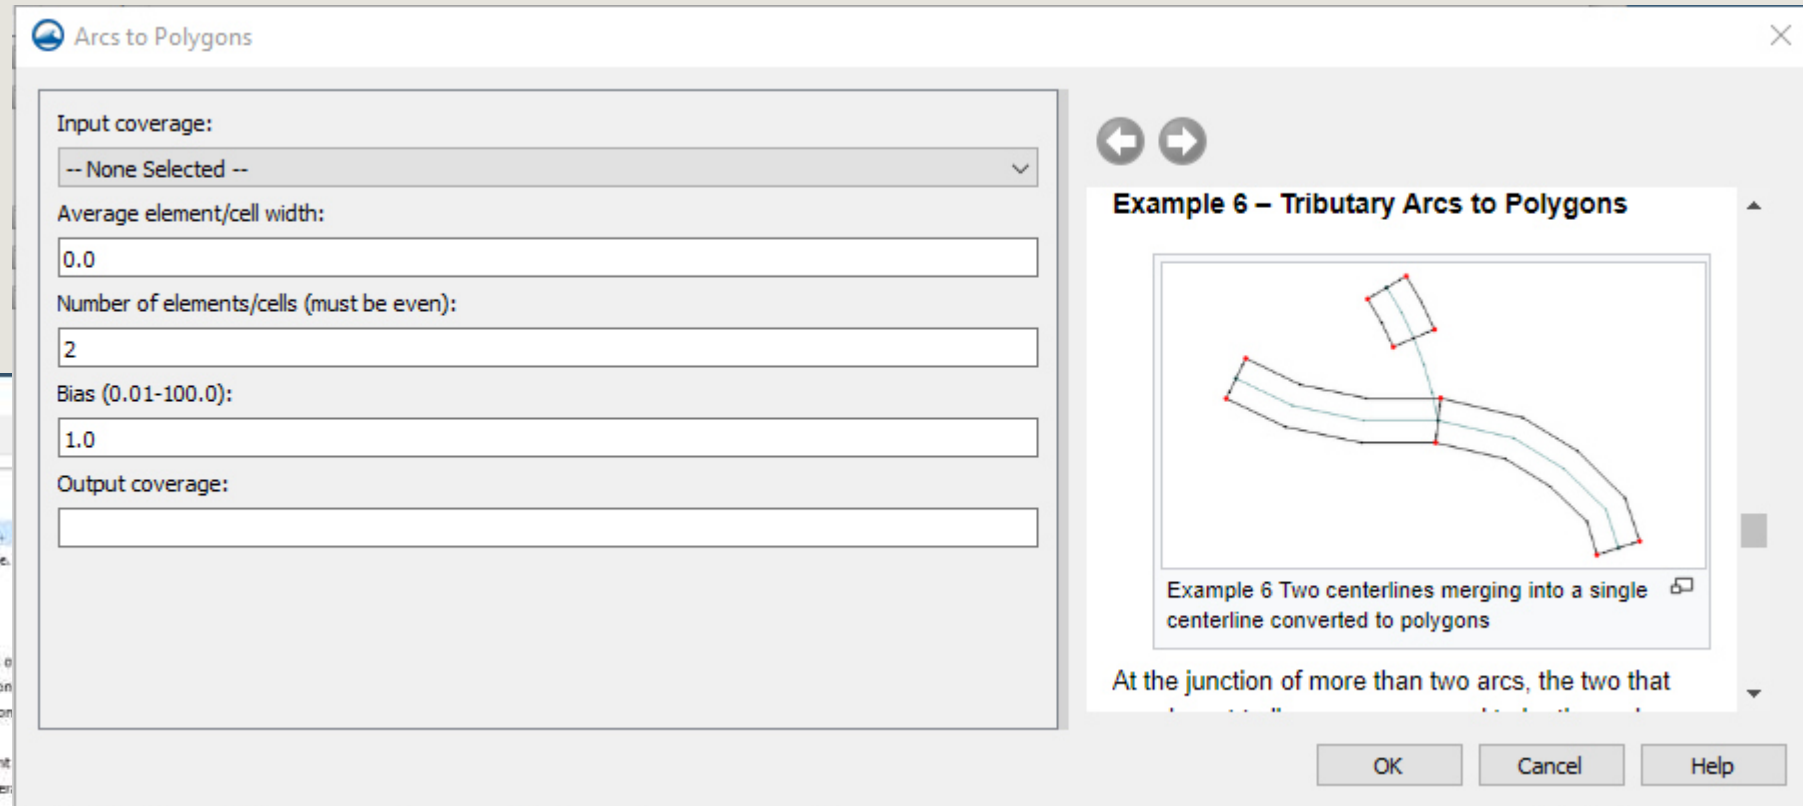 Arcs to Polygons
Input coverage:
-- None Selected --
Average element/cell width:
0.0
Number of elements/cells (must be even):
2
Bias (0.01-100.0):
1.0
Output coverage:
Example 6 – Tributary Arcs to Polygons
Example 6 Two centerlines merging into a single
centerline converted to polygons
At the junction of more than two arcs, the two that
OK
Cancel
Help